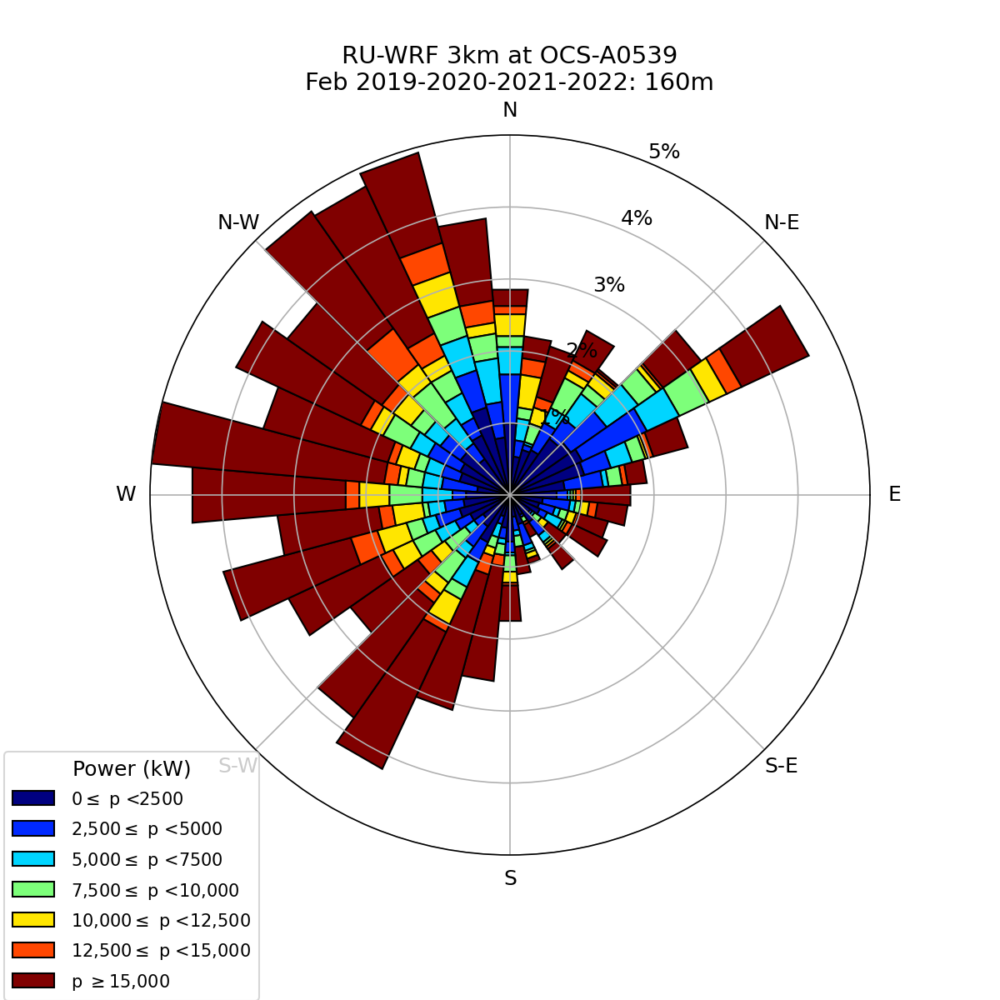 RU-WRF 3km at OCS-A0539
Feb 2019-2020-2021-2022: 160m
N
5%
N-W
4%
N-E
3%
2%
1%
W
E
S-W
S-E
S
Power (kW)
0≤ p <2500
2,500≤ p <5000
5,000≤ p <7500
7,500≤ p <10,000
10,000≤ p <12,500
12,500≤ p <15,000
p ≥15,000